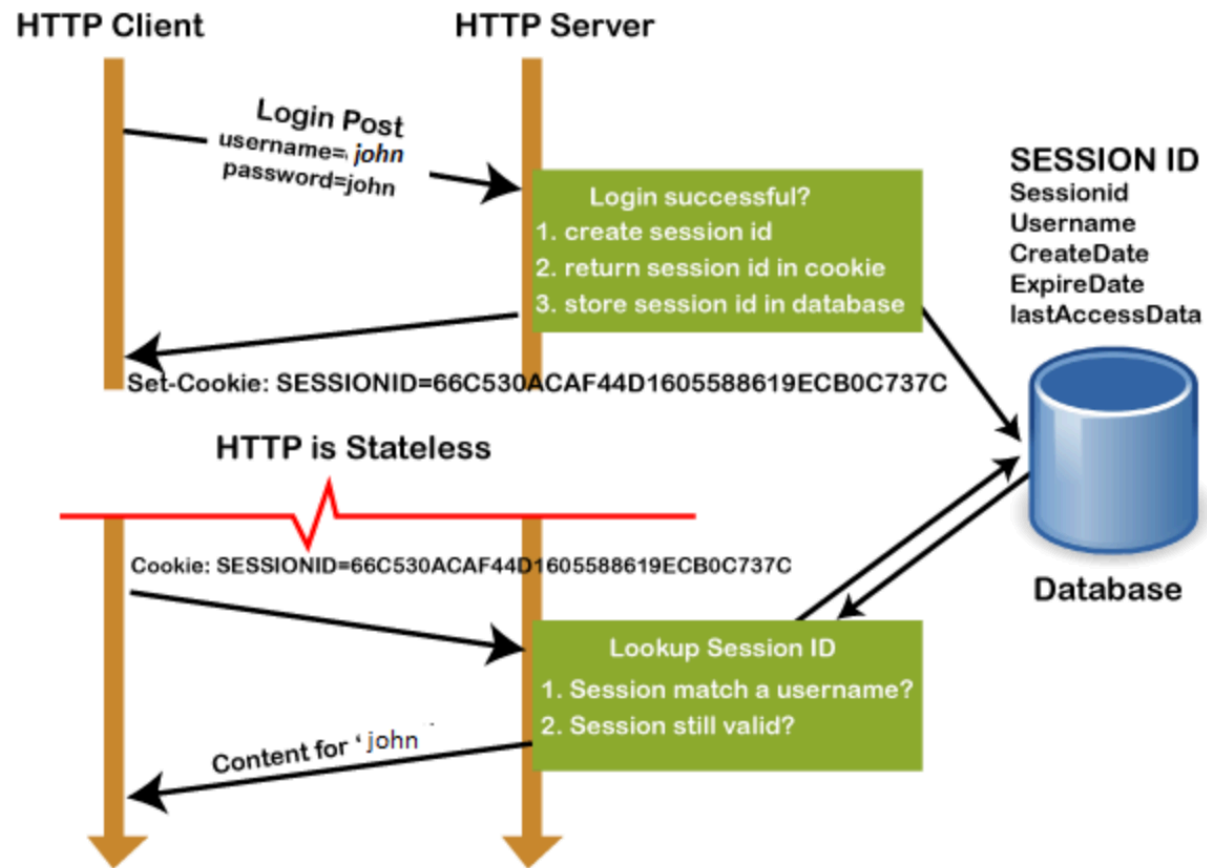 HTTP Client
HTTP Server
Login Post
username= john
password=john
Login successful?
1. create session id
2. return session id in cookie
3. store session id in database
SESSION ID
Sessionid
Username
CreateDate
ExpireDate
lastAccessData
Set-Cookie: SESSIONID=66C530ACAF44D1605588619ECB0C737C
HTTP is Stateless
Cookie: SESSIONID=66C530ACAF44D1605588619ECB0C737C
Database
Lookup Session ID
1. Session match a username?
2. Session still valid?
Content for ‘ john